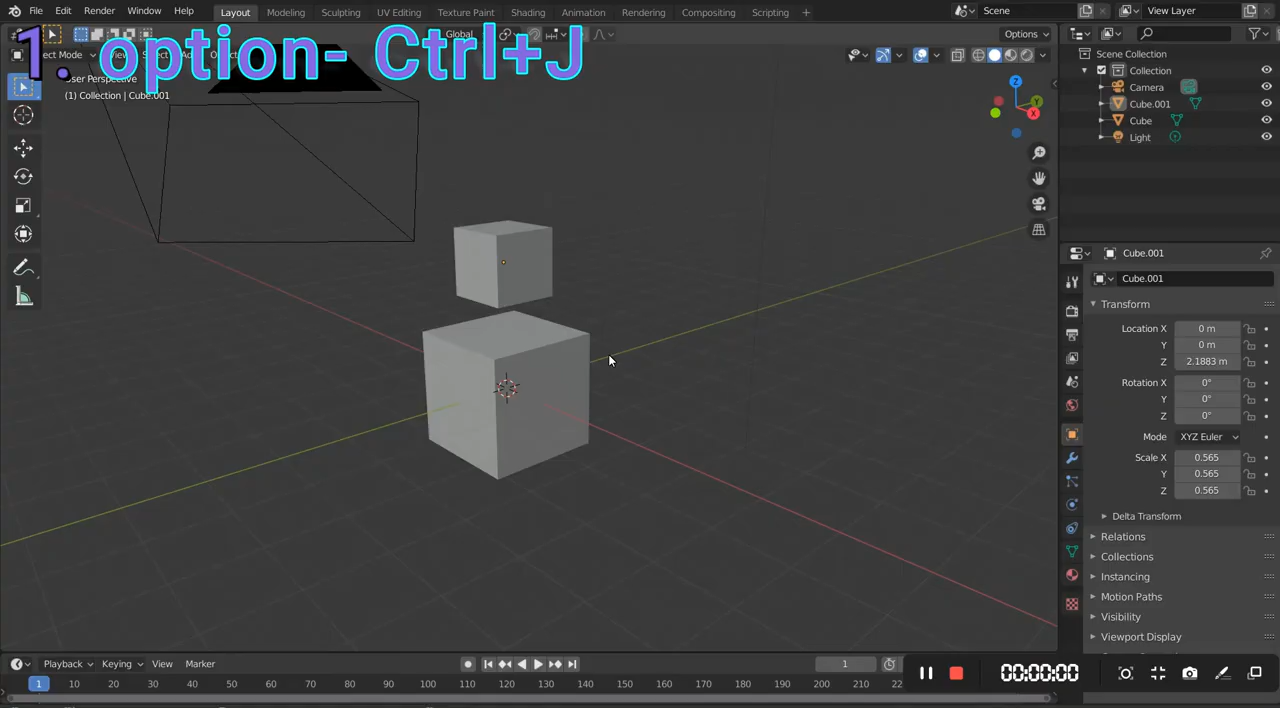 File Edit Render Window Help
Layout Modeling Sculpting UV Editing Texture Paint Shading Animation Rendering Compositing Scripting +
Scene
View Layer
1. option- Ctrl+J
Global
Options
ect Mode
User Perspective
(1) Collection | Cube.001
Z
Y
X
Scene Collection
Collection
Camera
Cube.001
Cube
Light
Cube.001
Cube.001
Transform
Location X 0 m
Y 0 m
Z 2.1883 m
Rotation X 0°
Y 0°
Z 0°
Mode XYZ Euler
Scale X 0.565
Y 0.565
Z 0.565
Delta Transform
Relations
Collections
Instancing
Motion Paths
Visibility
Viewport Display
Playback Keying View Marker
1
1 10 20 30 40 50 60 70 80 90 100 110 120 130 140 150 160 170 180 190 200 210
00:00:00